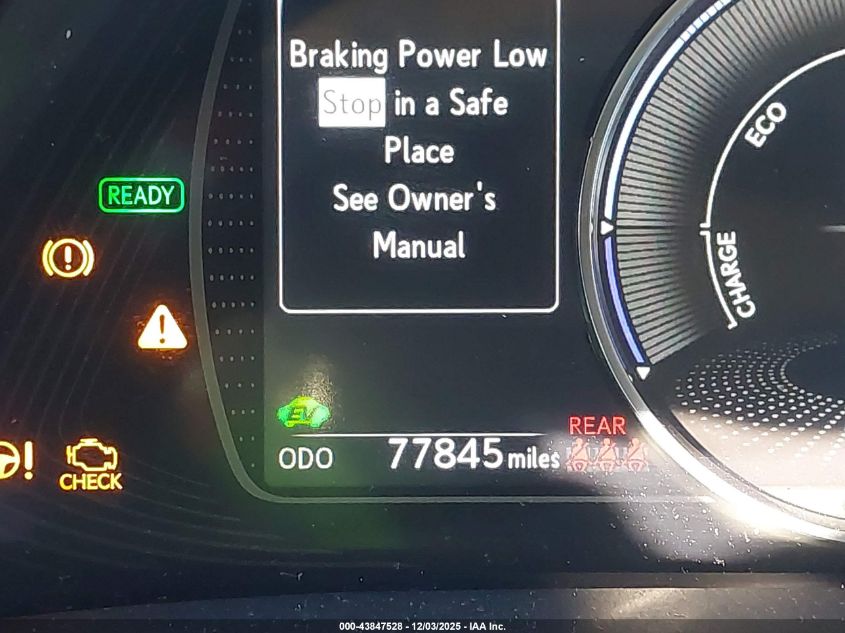 Braking Power Low
Stop in a Safe
Place
See Owner's
Manual
READY
ECO
CHARGE
EV
REAR
ODO 77845 miles
CHECK
000-43847528 - 12/03/2025 - IAA Inc.